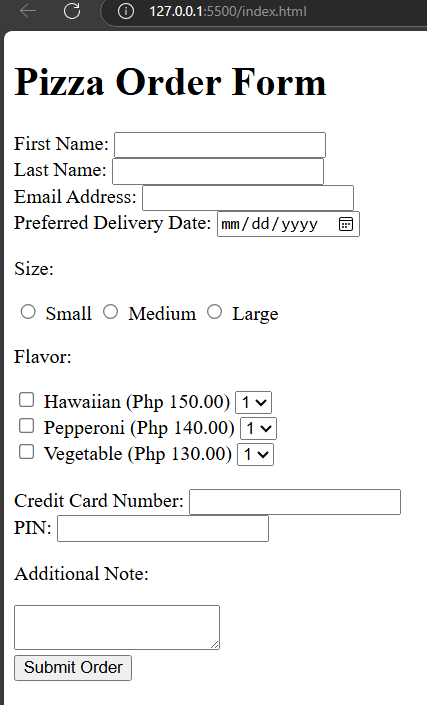 127.0.0.1:5500/index.html
Pizza Order Form
First Name:
Last Name:
Email Address:
Preferred Delivery Date: mm/dd/yyyy
Size:
Small Medium Large
Flavor:
Hawaiian (Php 150.00) 1
Pepperoni (Php 140.00) 1
Vegetable (Php 130.00) 1
Credit Card Number:
PIN:
Additional Note:
Submit Order